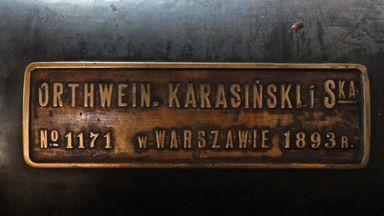 ORTHWEIN, KARASIŃSKI i SKA
No 1171 w WARSZAWIE 1893 R.